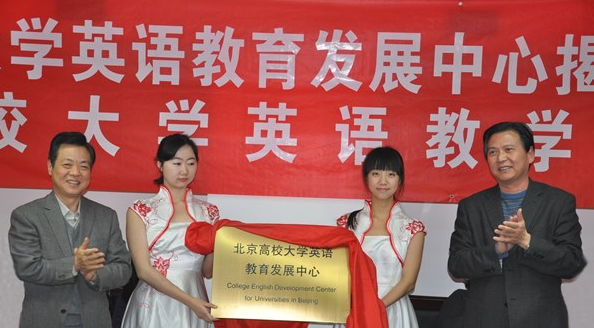 学英语教育发展中心揭
校大学英语教学
北京高校大学英语
教育发展中心
College English Development Center
for Universities in Beijing